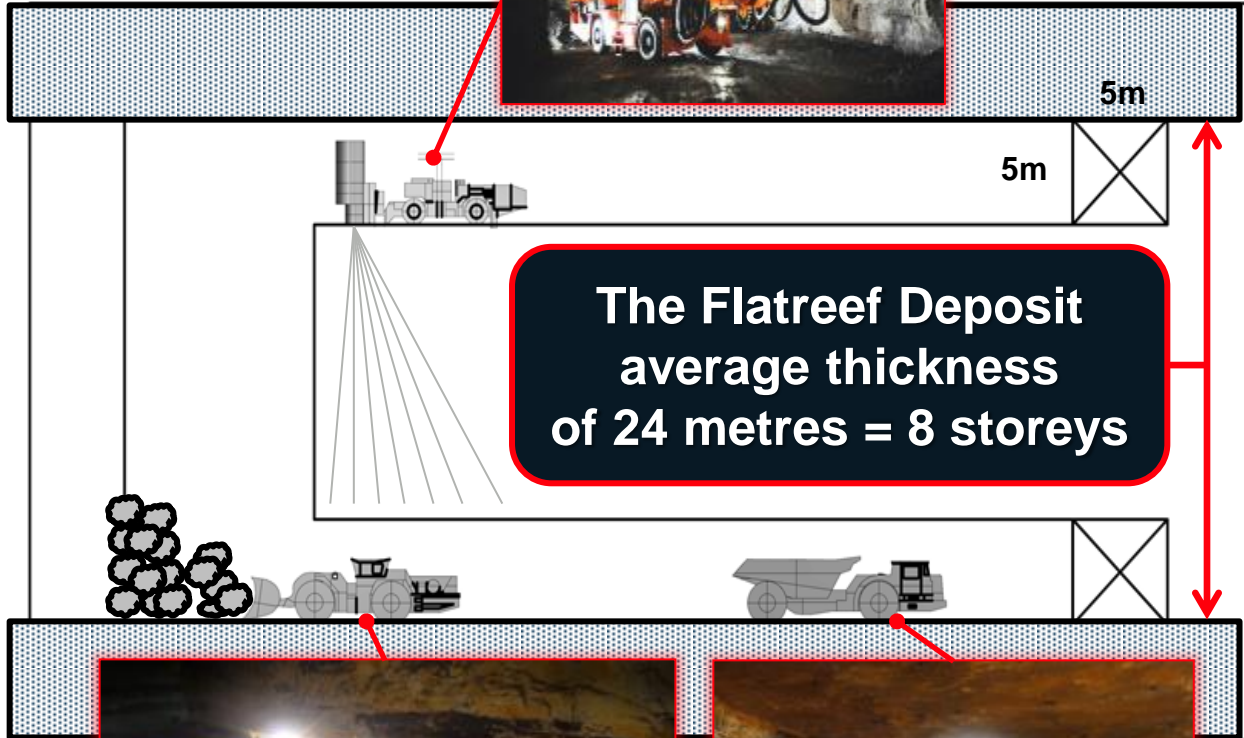 5m
5m
The Flatreef Deposit
average thickness
of 24 metres = 8 storeys